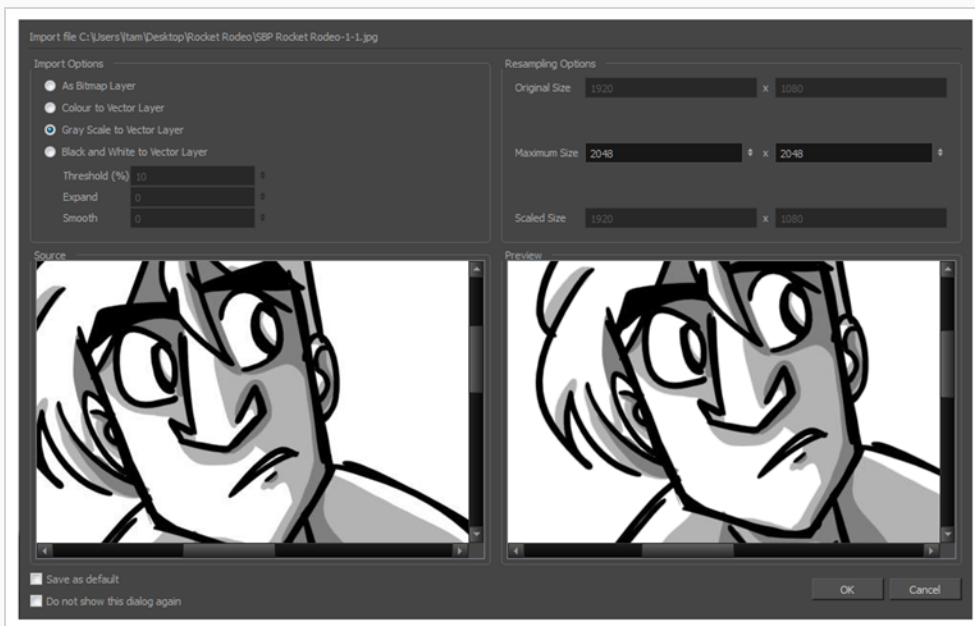 Import file C:\Users\Itam\Desktop\Rocket Rodeo\SBP Rocket Rodeo-1-1.jpg
Import Options
As Bitmap Layer
Colour to Vector Layer
Gray Scale to Vector Layer
Black and White to Vector Layer
Threshold (%) 10
Expand 0
Smooth 0
Resampling Options
Original Size 1920 x 1080
Maximum Size 2048 x 2048
Scaled Size 1920 x 1080
Source
Preview
Save as default
Do not show this dialog again
OK Cancel